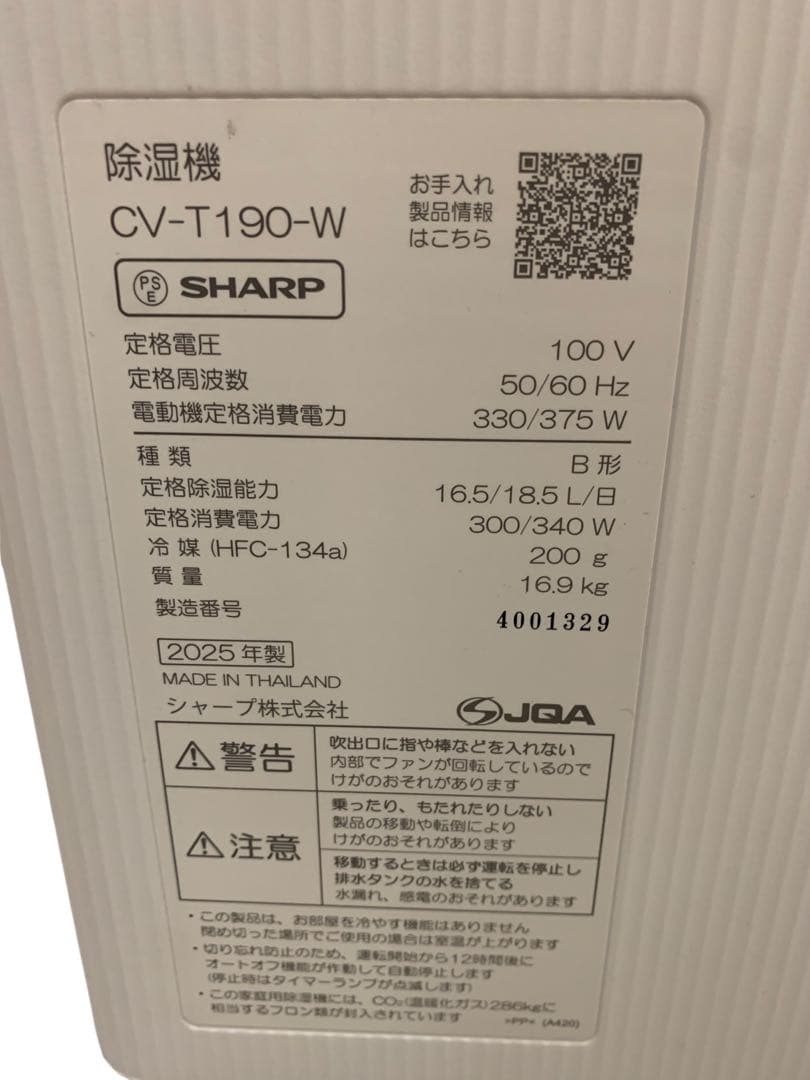 除湿機
CV-T190-W
お手入れ
製品情報
はこちら
PS
E
SHARP
定格電圧 100 V
定格周波数 50/60 Hz
電動機定格消費電力 330/375 W
種類 B 形
定格除湿能力 16.5/18.5 L/日
定格消費電力 300/340 W
冷媒 (HFC-134a) 200 g
質量 16.9 kg
製造番号 4001329
2025 年製
MADE IN THAILAND
シャープ株式会社
JQA
警告
吹出口に指や棒などを入れない
内部でファンが回転しているので
けがのおそれがあります
注意
乗ったり、もたれたりしない
製品の移動や転倒により
けがのおそれがあります
移動するときは必ず運転を停止し
排水タンクの水を捨てる
水漏れ、感電のおそれがあります
・この製品は、お部屋を冷やす機能はありません
閉め切った場所でご使用の場合は室温が上がります
・切り忘れ防止のため、運転開始から12時間後に
オートオフ機能が作動して自動停止します
(停止時はタイマーランプが点滅します)
・この家庭用除湿機には、CO₂(温暖化ガス)286kgに
相当するフロン類が封入されています
>PP< (A420)